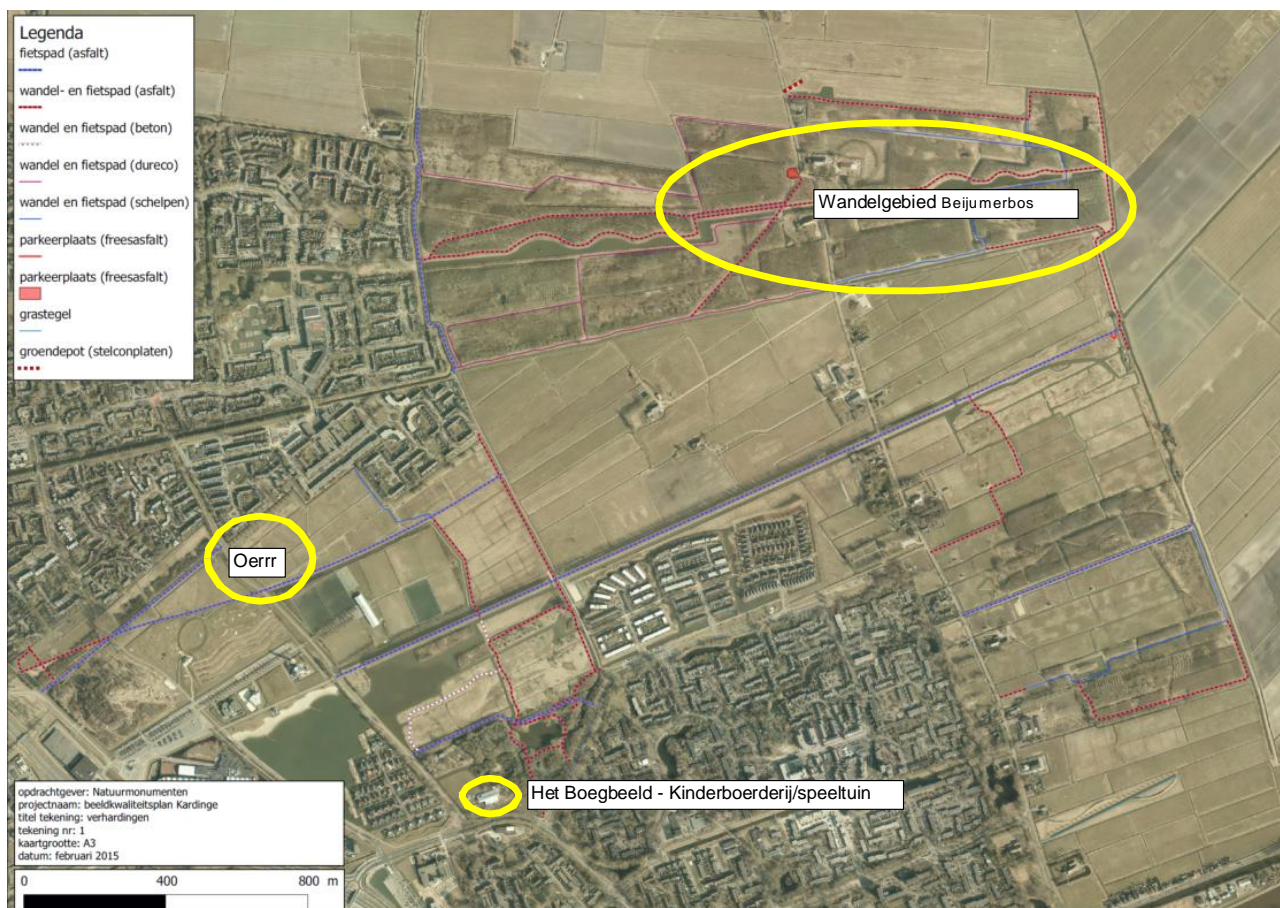 Legenda
fietspad (asfalt)
wandel- en fietspad (asfalt)
wandel en fietspad (beton)
wandel en fietspad (dureco)
wandel en fietspad (schelpen)
parkeerplaats (freesasfalt)
parkeerplaats (freesasfalt)
grastegel
groendepot (stelconplaten)
Wandelgebied Beijumerbos
Oerrr
Het Boegbeeld - Kinderboerderij/speeltuin
opdrachtgever: Natuurmonumenten
projectnaam: beeldkwaliteitsplan Kardinge
titel tekening: verhardingen
tekening nr: 1
kaartgrootte: A3
datum: februari 2015
0 400 800 m